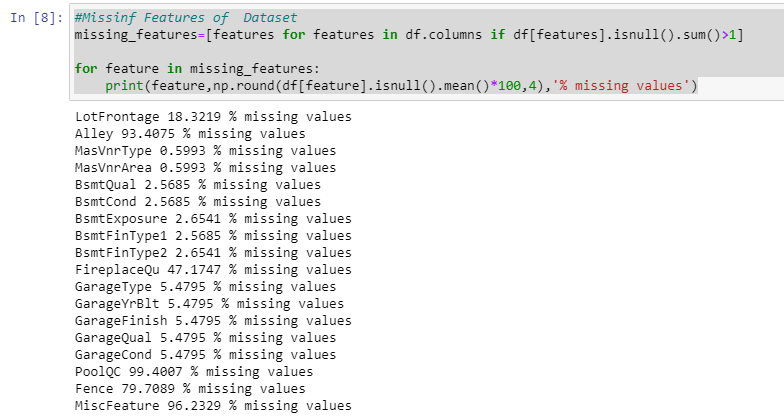 In [8]: #Missinf Features of  Dataset
missing_features=[features for features in df.columns if df[features].isnull().sum()>1]
for feature in missing_features:
    print(feature,np.round(df[feature].isnull().mean()*100,4),'% missing values')
LotFrontage 18.3219 % missing values
Alley 93.4075 % missing values
MasVnrType 0.5993 % missing values
MasVnrArea 0.5993 % missing values
BsmtQual 2.5685 % missing values
BsmtCond 2.5685 % missing values
BsmtExposure 2.6541 % missing values
BsmtFinType1 2.5685 % missing values
BsmtFinType2 2.6541 % missing values
FireplaceQu 47.1747 % missing values
GarageType 5.4795 % missing values
GarageYrBlt 5.4795 % missing values
GarageFinish 5.4795 % missing values
GarageQual 5.4795 % missing values
GarageCond 5.4795 % missing values
PoolQC 99.4007 % missing values
Fence 79.7089 % missing values
MiscFeature 96.2329 % missing values